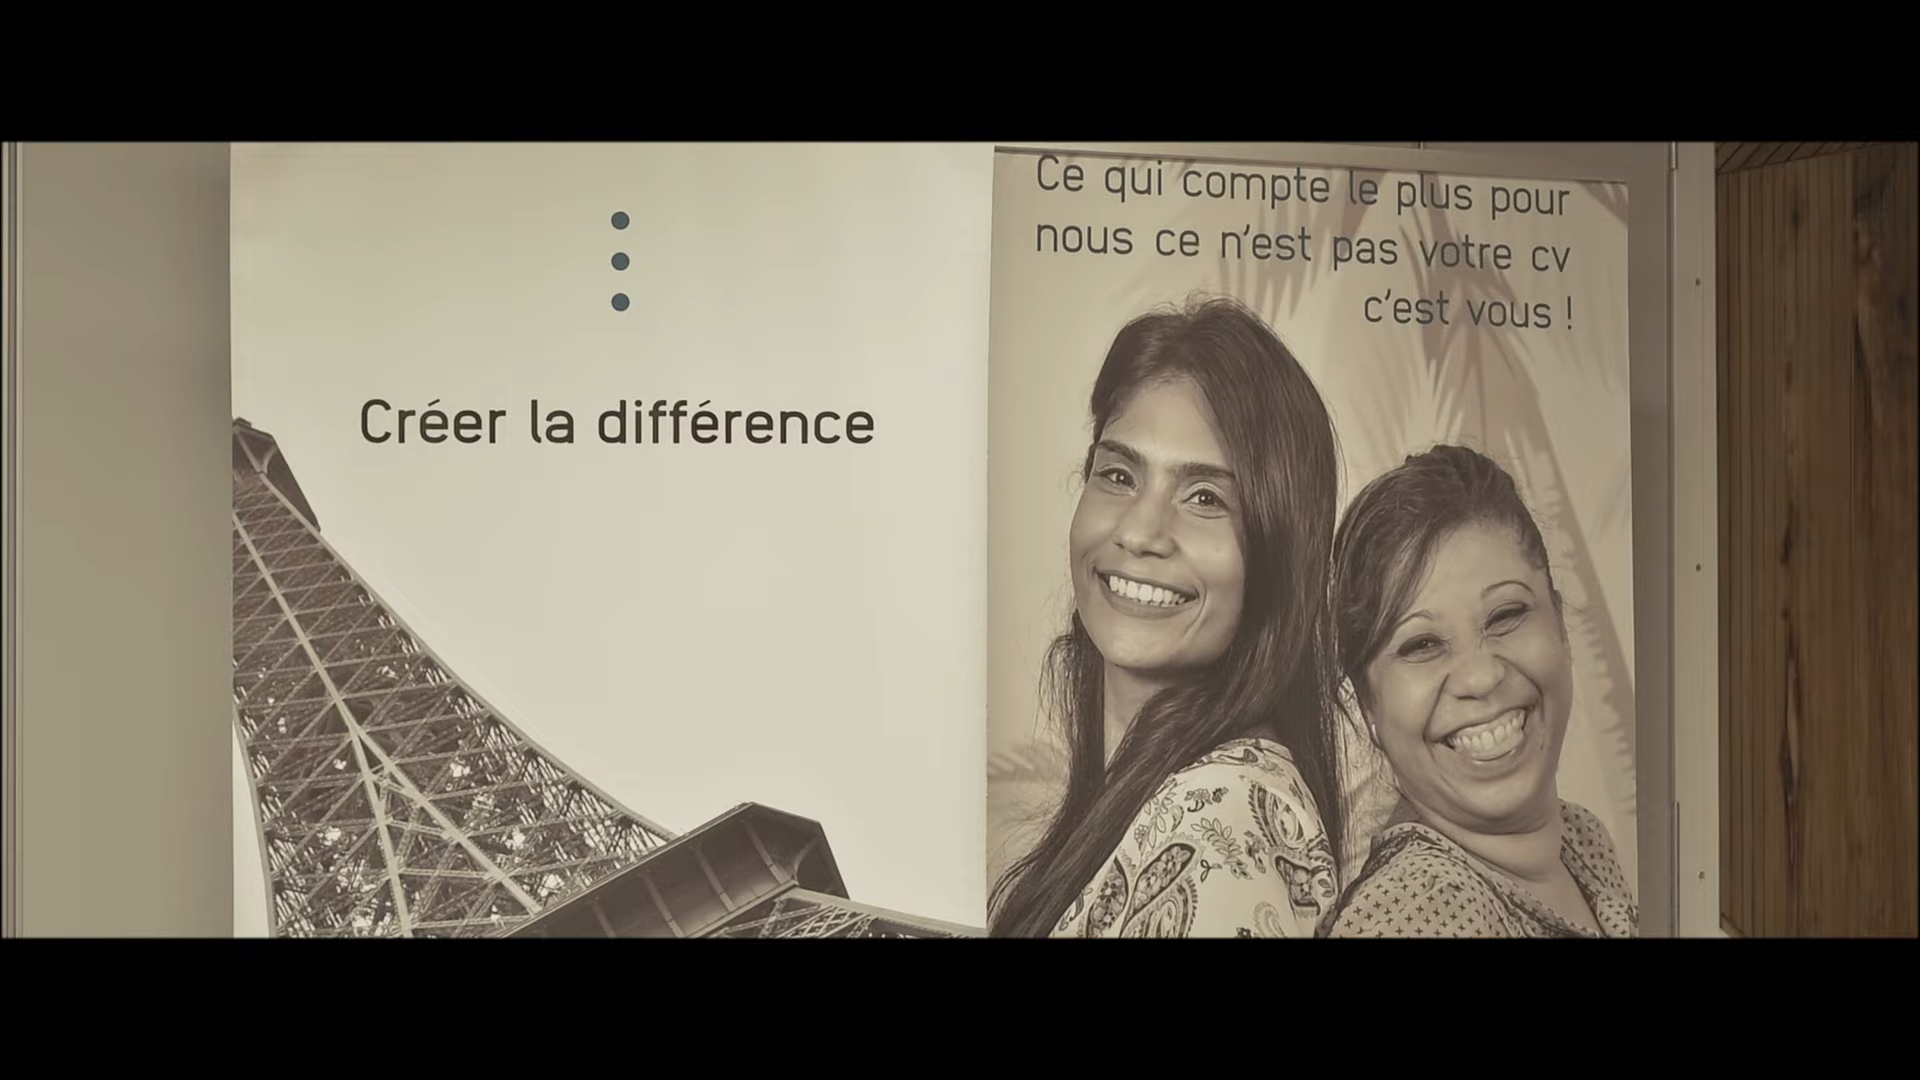 Créer la différence
Ce qui compte le plus pour
nous ce n'est pas votre cv
c'est vous !